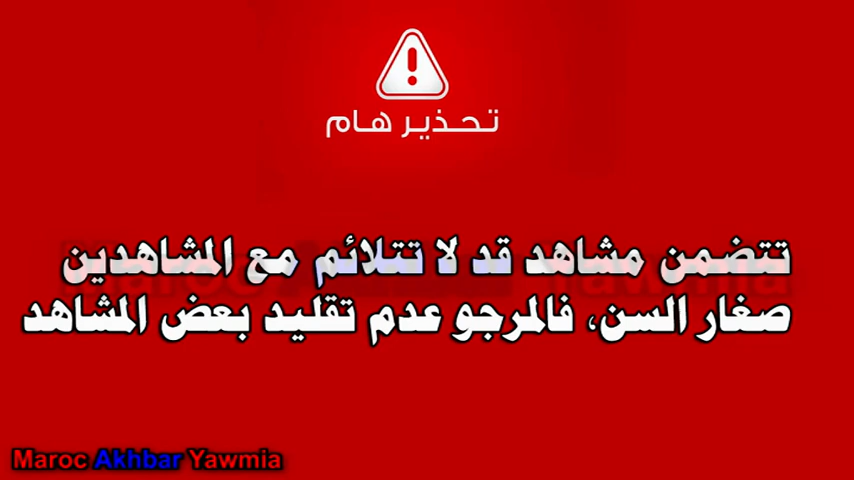 تحذير هام
تتضمن مشاهد قد لا تتلائم مع المشاهدين
صغار السن، فالمرجو عدم تقليد بعض المشاهد
Maroc Akhbar Yawmia